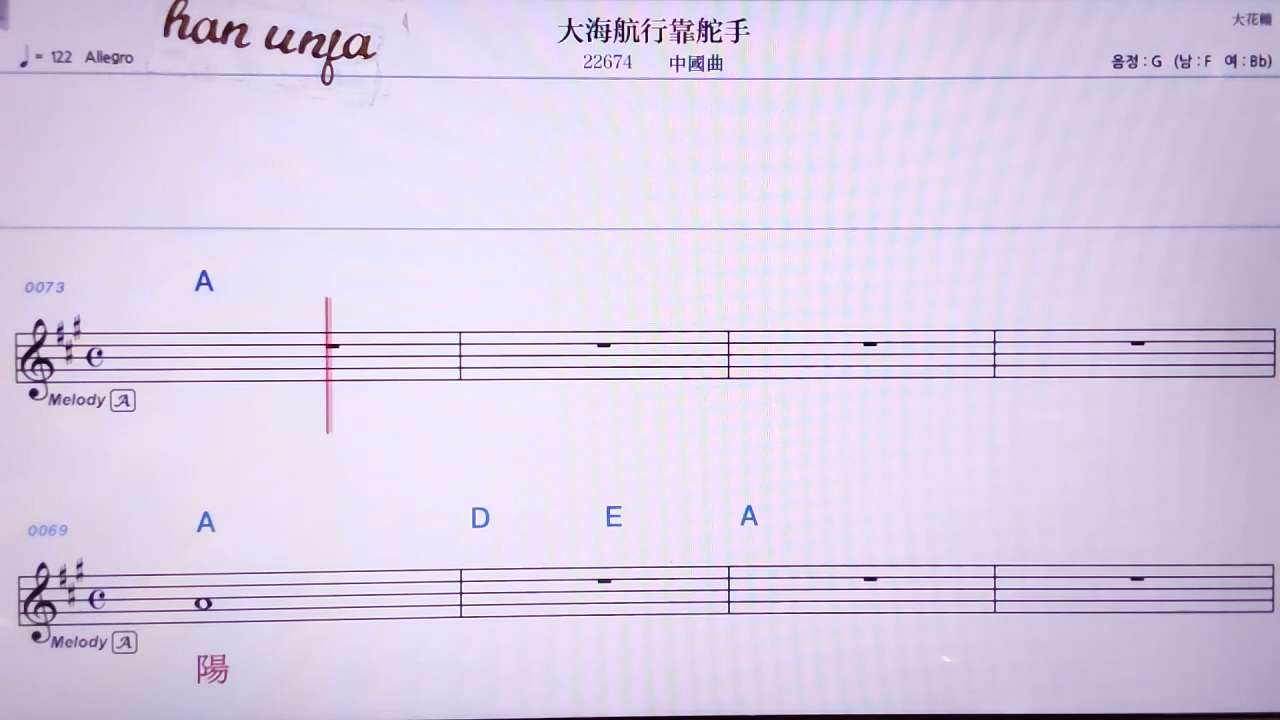 han unfa
大海航行靠舵手
大花輪
♩= 122 Allegro
22674 中國曲
음정 : G (남 : F 여 : Bb)
0073 A
Melody A
0069 A D E A
Melody A
陽